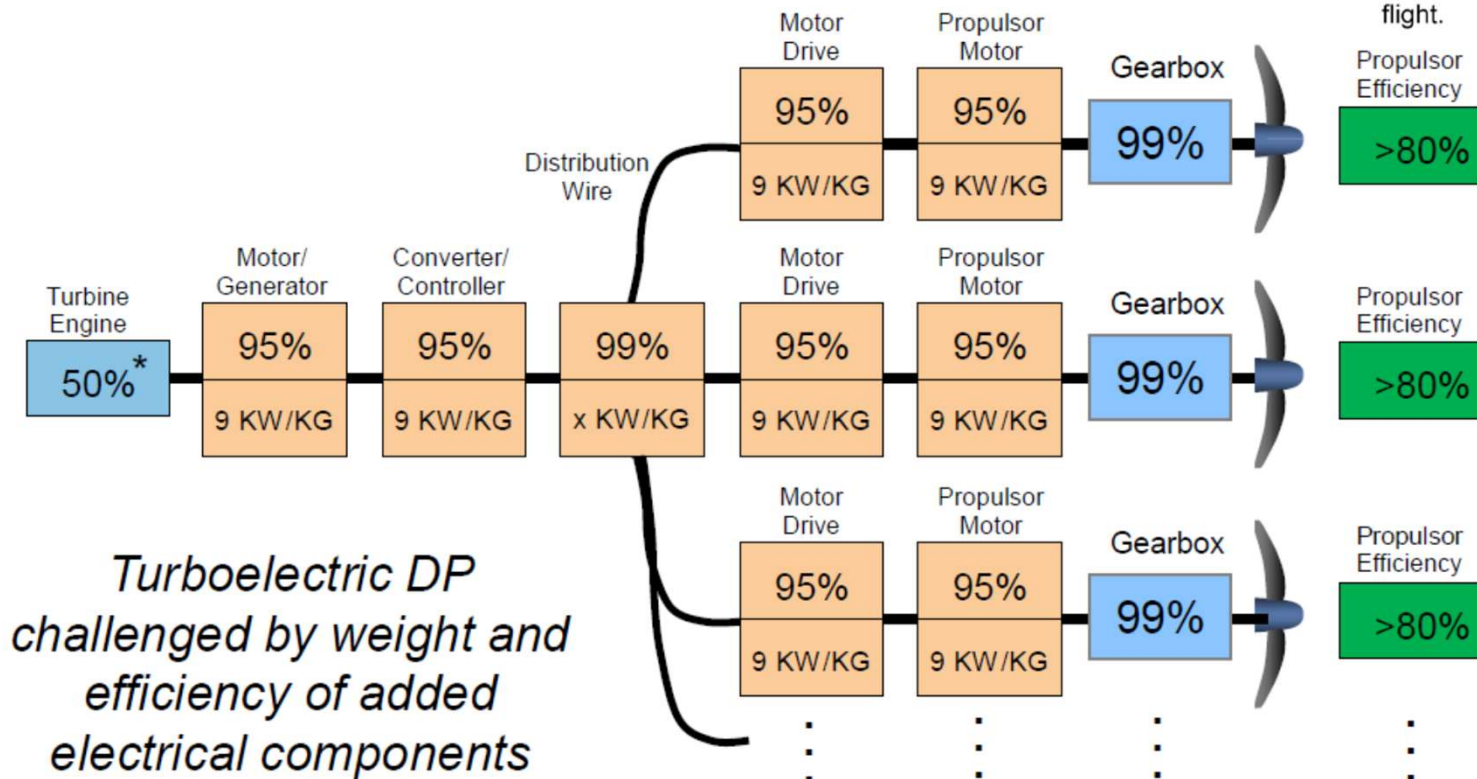 flight.
Motor
Drive
95%
9 KW/KG
Propulsor
Motor
95%
9 KW/KG
Gearbox
99%
Propulsor
Efficiency
>80%
Distribution
Wire
Turbine
Engine
50%*
Motor/
Generator
95%
9 KW/KG
Converter/
Controller
95%
9 KW/KG
99%
x KW/KG
Motor
Drive
95%
9 KW/KG
Propulsor
Motor
95%
9 KW/KG
Gearbox
99%
Propulsor
Efficiency
>80%
Motor
Drive
95%
9 KW/KG
Propulsor
Motor
95%
9 KW/KG
Gearbox
99%
Propulsor
Efficiency
>80%
Turboelectric DP
challenged by weight and
efficiency of added
electrical components